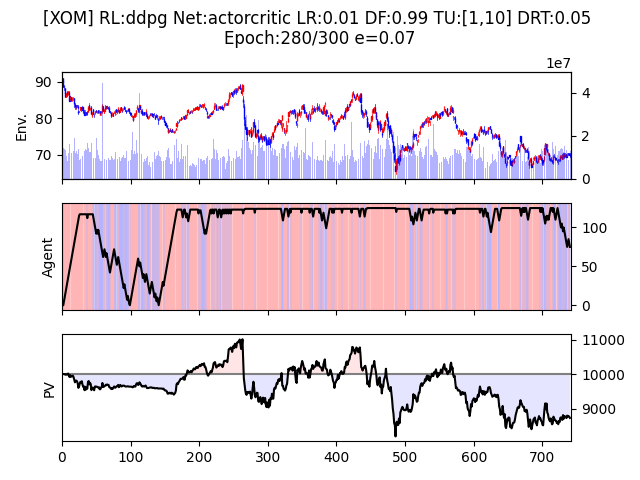 [XOM] RL:ddpg Net:actorcritic LR:0.01 DF:0.99 TU:[1,10] DRT:0.05
Epoch:280/300 e=0.07
1e7
90
80
70
Env.
4
2
0
Agent
100
50
0
PV
11000
10000
9000
0 100 200 300 400 500 600 700